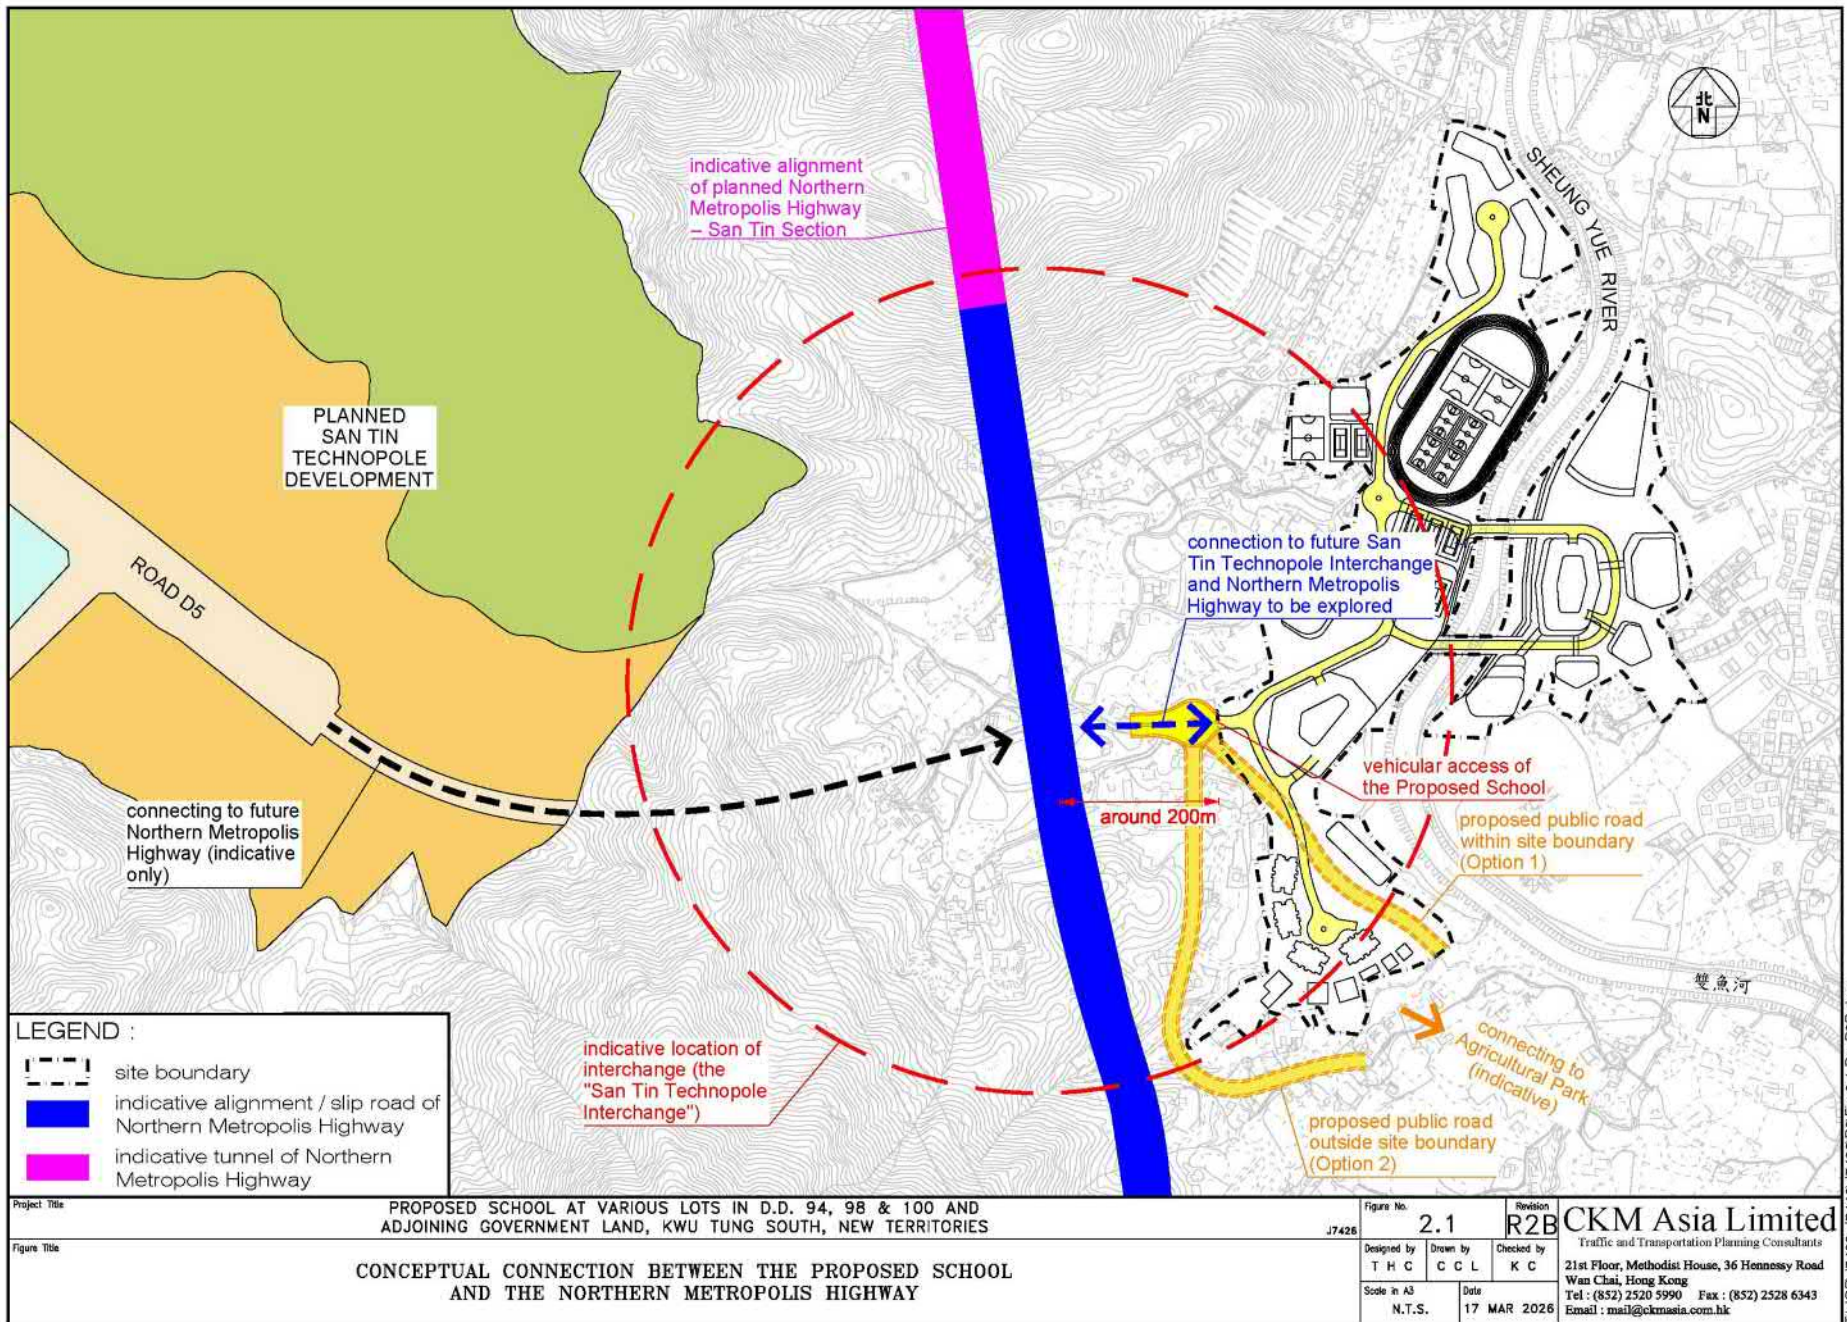 indicative alignment
of planned Northern
Metropolis Highway
– San Tin Section
N
SHEUNG YUE RIVER
PLANNED
SAN TIN
TECHNOPOLE
DEVELOPMENT
ROAD D5
connection to future San
Tin Technopole Interchange
and Northern Metropolis
Highway to be explored
vehicular access of
the Proposed School
around 200m
proposed public road
within site boundary
(Option 1)
connecting to future
Northern Metropolis
Highway (indicative
only)
雙魚河
connecting to
Agricultural Park
(indicative)
indicative location of
interchange (the
"San Tin Technopole
Interchange")
proposed public road
outside site boundary
(Option 2)
LEGEND :
site boundary
indicative alignment / slip road of
Northern Metropolis Highway
indicative tunnel of Northern
Metropolis Highway
Project Title
PROPOSED SCHOOL AT VARIOUS LOTS IN D.D. 94, 98 & 100 AND
ADJOINING GOVERNMENT LAND, KWU TUNG SOUTH, NEW TERRITORIES
J7426
Figure Title
CONCEPTUAL CONNECTION BETWEEN THE PROPOSED SCHOOL
AND THE NORTHERN METROPOLIS HIGHWAY
Figure No.
2.1
Revision
R2B
Designed by
T H C
Drawn by
C C L
Checked by
K C
Scale in A3
N.T.S.
Date
17 MAR 2026
CKM Asia Limited
Traffic and Transportation Planning Consultants
21st Floor, Methodist House, 36 Hennessy Road
Wan Chai, Hong Kong
Tel : (852) 2520 5990 Fax : (852) 2528 6343
Email : mail@ckmasia.com.hk